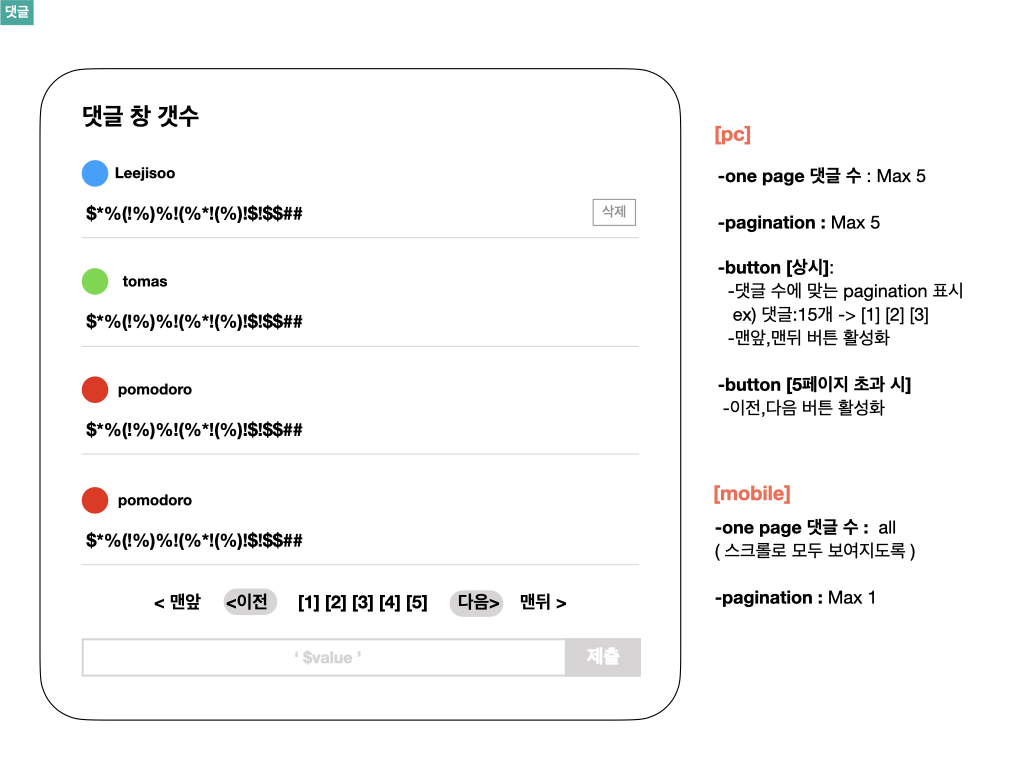 댓글
댓글 창 갯수
Leejisoo
$*%(!%)%!(%*!(%)!$!$$##
삭제
tomas
$*%(!%)%!(%*!(%)!$!$$##
pomodoro
$*%(!%)%!(%*!(%)!$!$$##
pomodoro
$*%(!%)%!(%*!(%)!$!$$##
< 맨앞 <이전 [1] [2] [3] [4] [5] 다음> 맨뒤 >
‘ $value ’ 제출
[pc]
-one page 댓글 수 : Max 5
-pagination : Max 5
-button [상시]:
-댓글 수에 맞는 pagination 표시
ex) 댓글:15개 -> [1] [2] [3]
-맨앞,맨뒤 버튼 활성화
-button [5페이지 초과 시]
-이전,다음 버튼 활성화
[mobile]
-one page 댓글 수 : all
( 스크롤로 모두 보여지도록 )
-pagination : Max 1